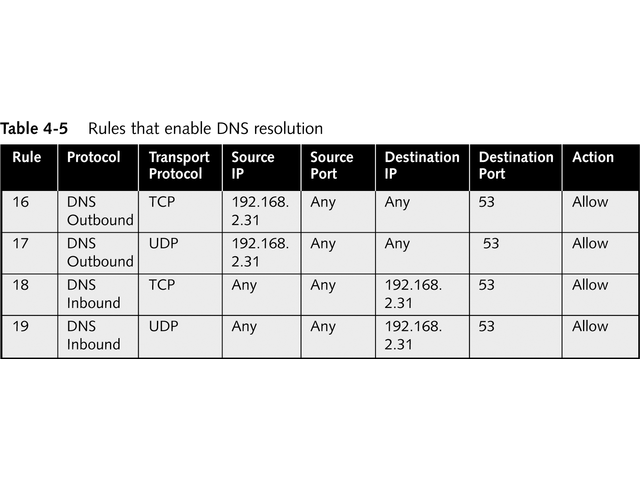 Table 4-5 Rules that enable DNS resolution
Rule Protocol Transport Protocol Source IP Source Port Destination IP Destination Port Action
16 DNS Outbound TCP 192.168.2.31 Any Any 53 Allow
17 DNS Outbound UDP 192.168.2.31 Any Any 53 Allow
18 DNS Inbound TCP Any Any 192.168.2.31 53 Allow
19 DNS Inbound UDP Any Any 192.168.2.31 53 Allow